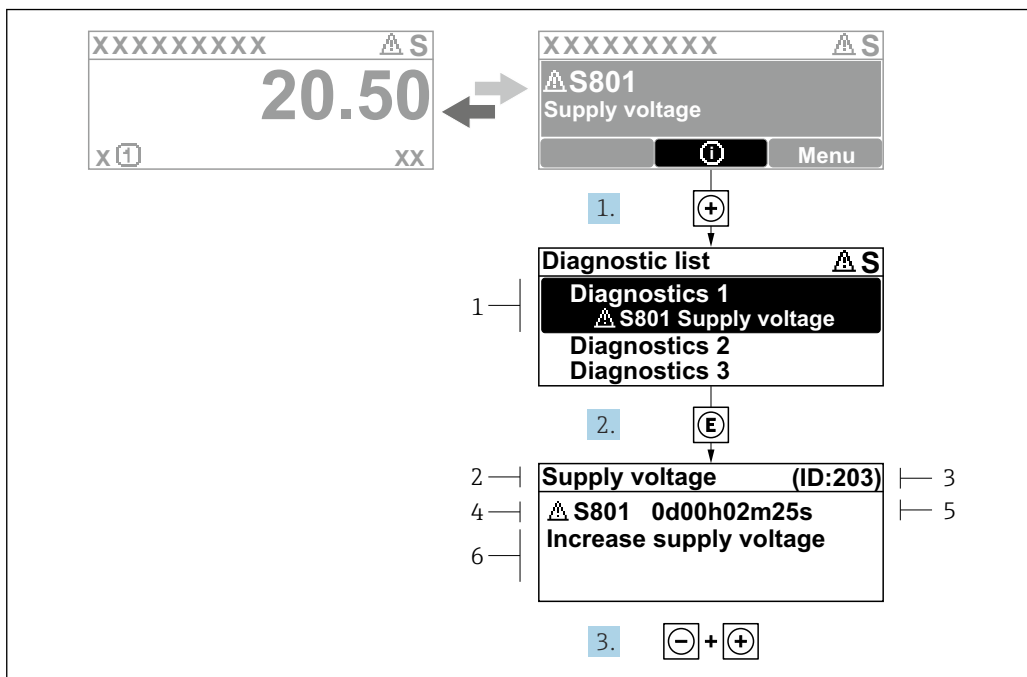 XXXXXXXXX ⚠ S
20.50
X ① XX
XXXXXXXXX ⚠ S
⚠ S801
Supply voltage
ⓘ Menu
1. ⊕
Diagnostic list ⚠ S
1
Diagnostics 1
⚠ S801 Supply voltage
Diagnostics 2
Diagnostics 3
2. Ⓔ
2 Supply voltage (ID:203) 3
4 ⚠ S801 0d00h02m25s 5
6 Increase supply voltage
3. ⊖ + ⊕